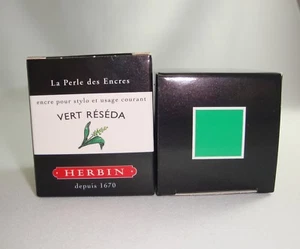 La Perle des Encres
encre pour stylo et usage courant
VERT RÉSÉDA
HERBIN
depuis 1670